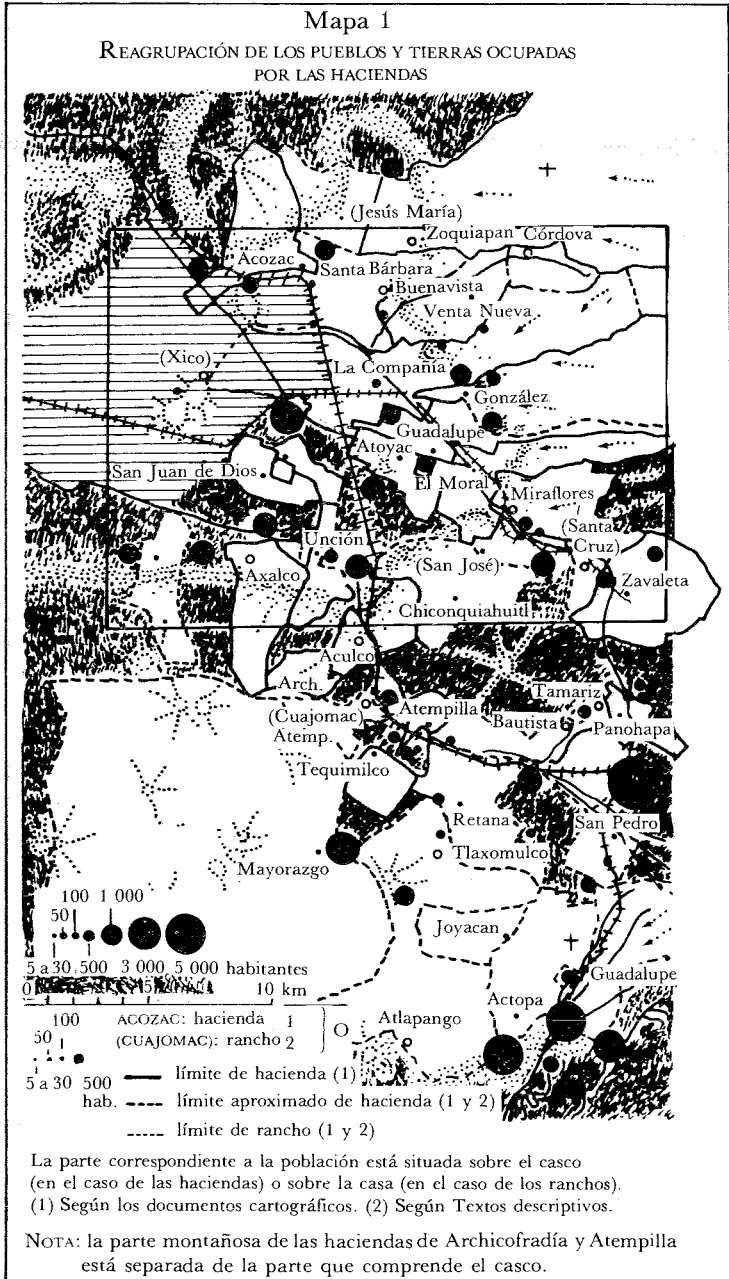 Mapa 1
REAGRUPACIÓN DE LOS PUEBLOS Y TIERRAS OCUPADAS
POR LAS HACIENDAS
(Jesús María)
Zoquiapan Córdova
Acozac
Santa Bárbara
Buenavista
Venta Nueva
(Xico)
La Compañía
González
Guadalupe
Atoyac
San Juan de Dios
El Moral
Miraflores
Unción
(Santa
Cruz)
Axalco
(San José)
Zavaleta
Chiconquiahuitl
Aculco
Arch.
Tamariz
(Cuajomac)
Atempilla
Bautista
Panohapa
Atemp.
Tequimilco
Retana
San Pedro
Mayorazgo
Tlaxomulco
100 1 000
50
Joyacan
5 a 30 500 3 000 5 000 habitantes
Guadalupe
0 5 10 km
Actopa
100
ACOZAC: hacienda 1
50
(CUAJOMAC): rancho 2
O
Atlapango
5 a 30 500
hab.
límite de hacienda (1)
límite aproximado de hacienda (1 y 2)
límite de rancho (1 y 2)
La parte correspondiente a la población está situada sobre el casco
(en el caso de las haciendas) o sobre la casa (en el caso de los ranchos).
(1) Según los documentos cartográficos. (2) Según Textos descriptivos.
NOTA: la parte montañosa de las haciendas de Archicofradía y Atempilla
está separada de la parte que comprende el casco.